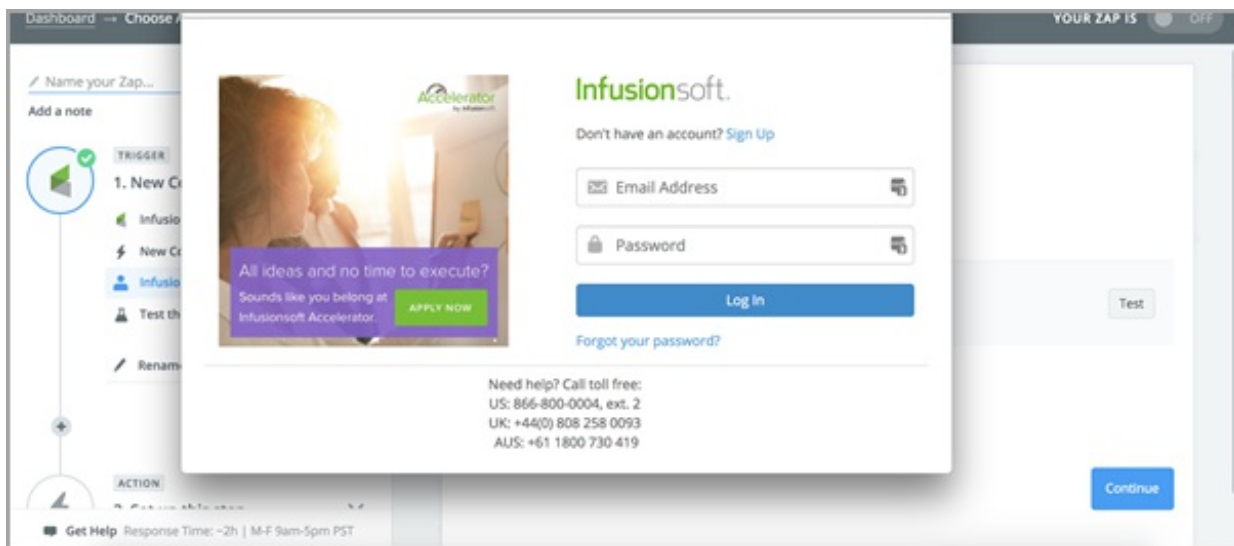 Dashboard → Choose A
YOUR ZAP IS OFF
Name your Zap...
Add a note
TRIGGER
1. New Co
Infusio
New Co
Infusio
Test th
Renam
ACTION
Get Help Response Time: ~2h | M-F 9am-5pm PST
Accelerator
by infusionsoft
All ideas and no time to execute?
Sounds like you belong at
Infusionsoft Accelerator.
APPLY NOW
Infusionsoft.
Don't have an account? Sign Up
Email Address
Password
Log In
Forgot your password?
Need help? Call toll free:
US: 866-800-0004, ext. 2
UK: +44(0) 808 258 0093
AUS: +61 1800 730 419
Test
Continue